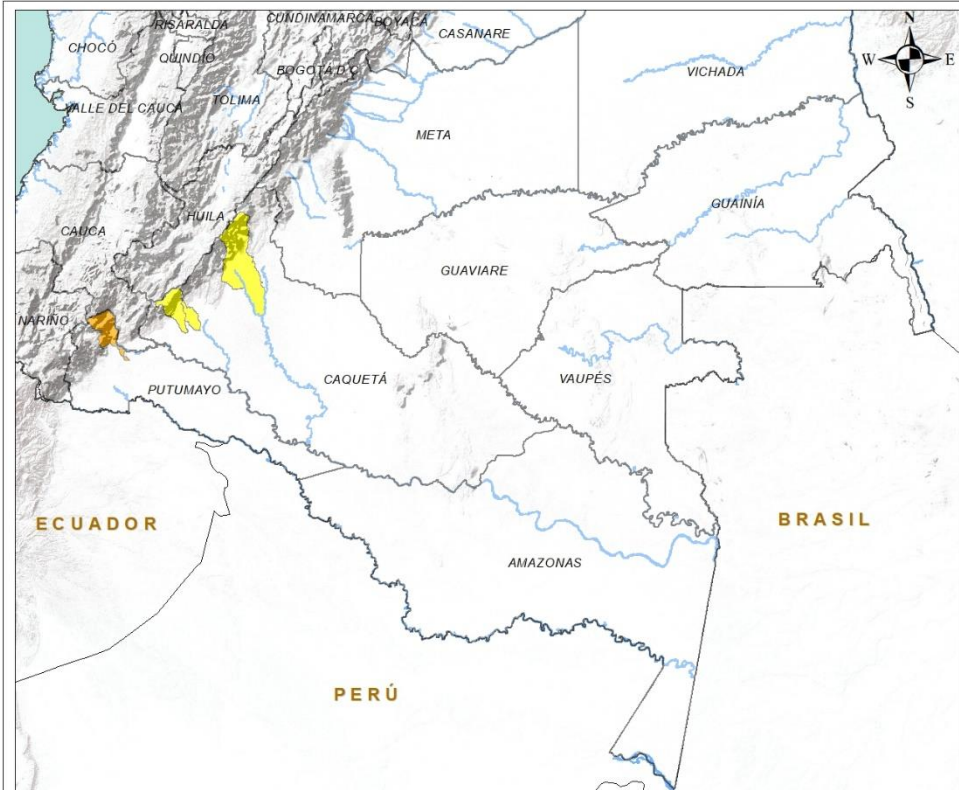 RISARALDA
CUNDINAMARCA
BOYACÁ
CASANARE
N
CHOCÓ
QUINDÍO
BOGOTÁ D.C
VICHADA
W
E
S
VALLE DEL CAUCA
TOLIMA
META
GUAINÍA
HUILA
CAUCA
GUAVIARE
NARIÑO
PUTUMAYO
CAQUETÁ
VAUPÉS
ECUADOR
BRASIL
AMAZONAS
PERÚ